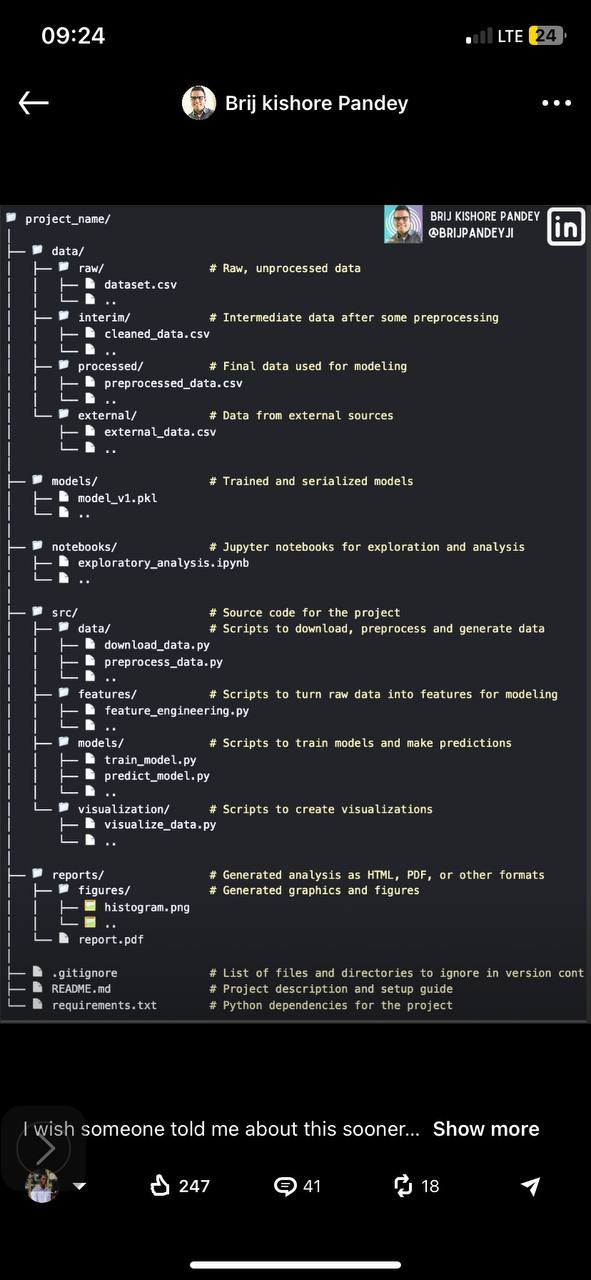 09:24
LTE 24
Brij kishore Pandey
BRIJ KISHORE PANDEY
@BRIJPANDEYJI
in
project_name/
data/
raw/ # Raw, unprocessed data
dataset.csv
..
interim/ # Intermediate data after some preprocessing
cleaned_data.csv
..
processed/ # Final data used for modeling
preprocessed_data.csv
..
external/ # Data from external sources
external_data.csv
..
models/ # Trained and serialized models
model_v1.pkl
..
notebooks/ # Jupyter notebooks for exploration and analysis
exploratory_analysis.ipynb
..
src/ # Source code for the project
data/ # Scripts to download, preprocess and generate data
download_data.py
preprocess_data.py
..
features/ # Scripts to turn raw data into features for modeling
feature_engineering.py
..
models/ # Scripts to train models and make predictions
train_model.py
predict_model.py
..
visualization/ # Scripts to create visualizations
visualize_data.py
..
reports/ # Generated analysis as HTML, PDF, or other formats
figures/ # Generated graphics and figures
histogram.png
..
report.pdf
.gitignore # List of files and directories to ignore in version cont
README.md # Project description and setup guide
requirements.txt # Python dependencies for the project
I wish someone told me about this sooner... Show more
247 41 18